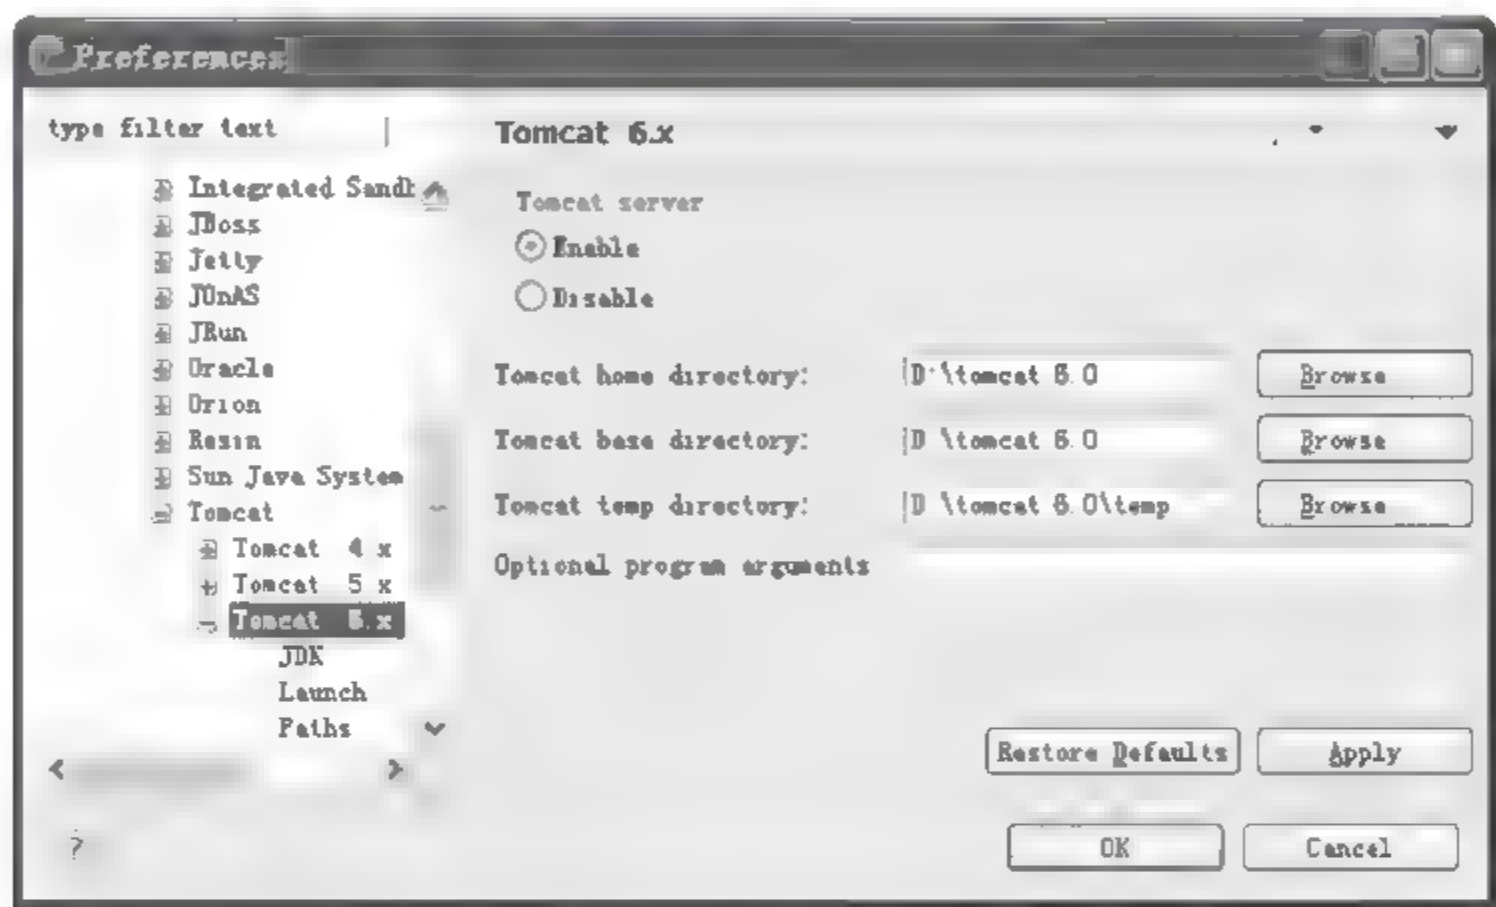 Preferences
type filter text
Tomcat 6.x
Integrated Sandb
JBoss
Jetty
JOnAS
JRun
Oracle
Orion
Resin
Sun Java System
Tomcat
Tomcat 4.x
Tomcat 5.x
Tomcat 6.x
JDK
Launch
Paths
Tomcat server
Enable
Disable
Tomcat home directory: D:\tomcat 6.0 Browse
Tomcat base directory: D:\tomcat 6.0 Browse
Tomcat temp directory: D:\tomcat 6.0\temp Browse
Optional program arguments
Restore Defaults Apply
? OK Cancel